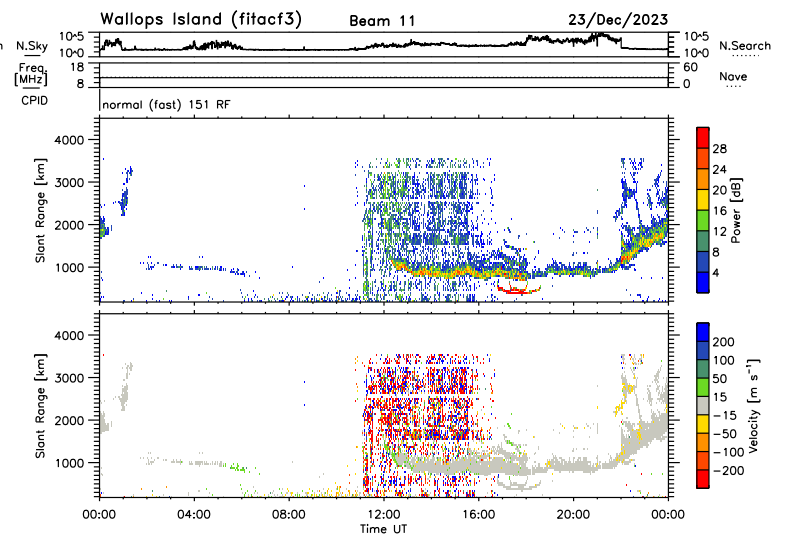 Wallops Island (fitacf3) Beam 11 23/Dec/2023
n N.Sky 10^5 10^0 10^5 10^0 N.Search
Freq. [MHz] 18 8 60 0 Nave
CPID normal (fast) 151 RF
Slant Range [km]
4000
3000
2000
1000
28
24
20
16
12
8
4
Power [dB]
Slant Range [km]
4000
3000
2000
1000
200
100
50
15
-15
-50
-100
-200
Velocity [m s⁻¹]
00:00 04:00 08:00 12:00 16:00 20:00 00:00
Time UT